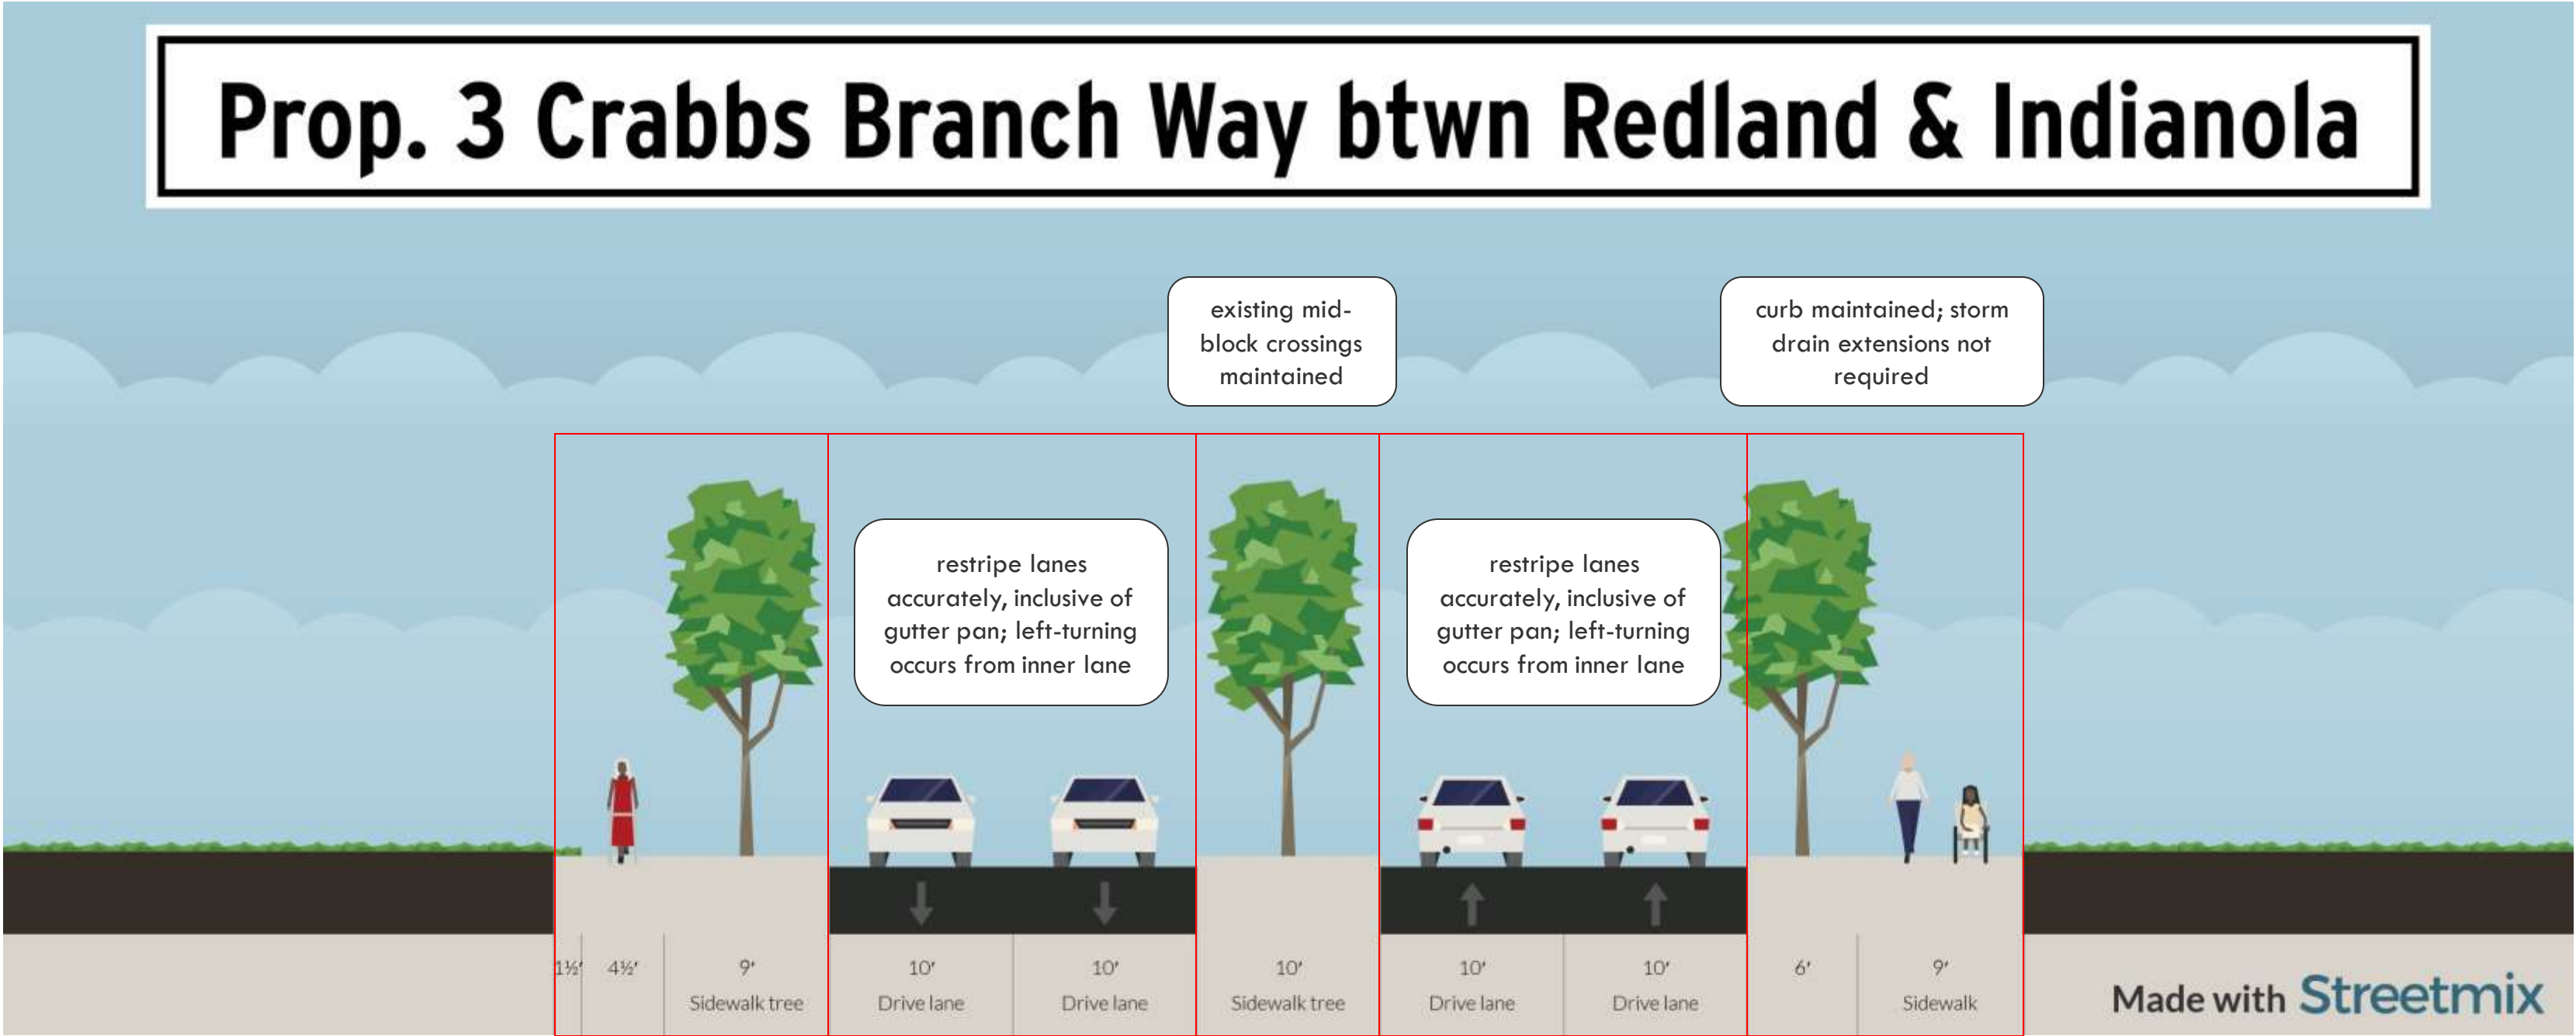 Prop. 3 Crabbs Branch Way btwn Redland & Indianola
existing mid-
block crossings
maintained
curb maintained; storm
drain extensions not
required
restripe lanes
accurately, inclusive of
gutter pan; left-turning
occurs from inner lane
restripe lanes
accurately, inclusive of
gutter pan; left-turning
occurs from inner lane
1½' 4½' 9' 10' 10' 10' 10' 10' 6' 9'
Sidewalk tree Drive lane Drive lane Sidewalk tree Drive lane Drive lane Sidewalk
Made with Streetmix